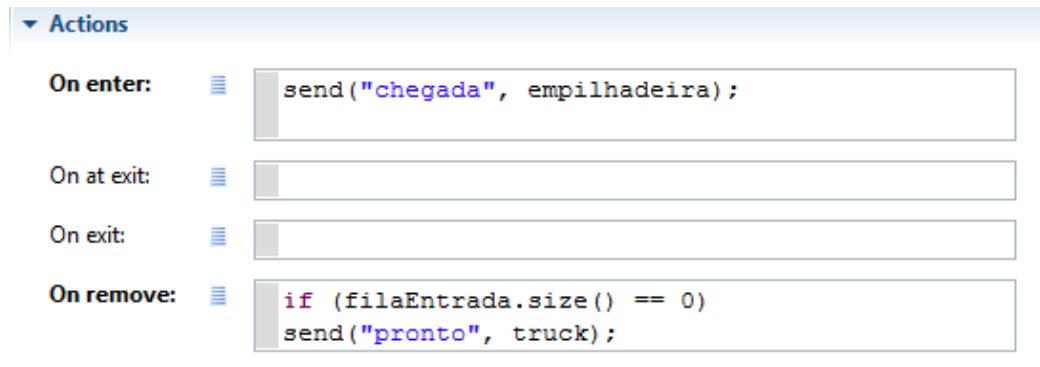 Actions
On enter:
send("chegada", empilhadeira);
On at exit:
On exit:
On remove:
if (filaEntrada.size() == 0)
send("pronto", truck);